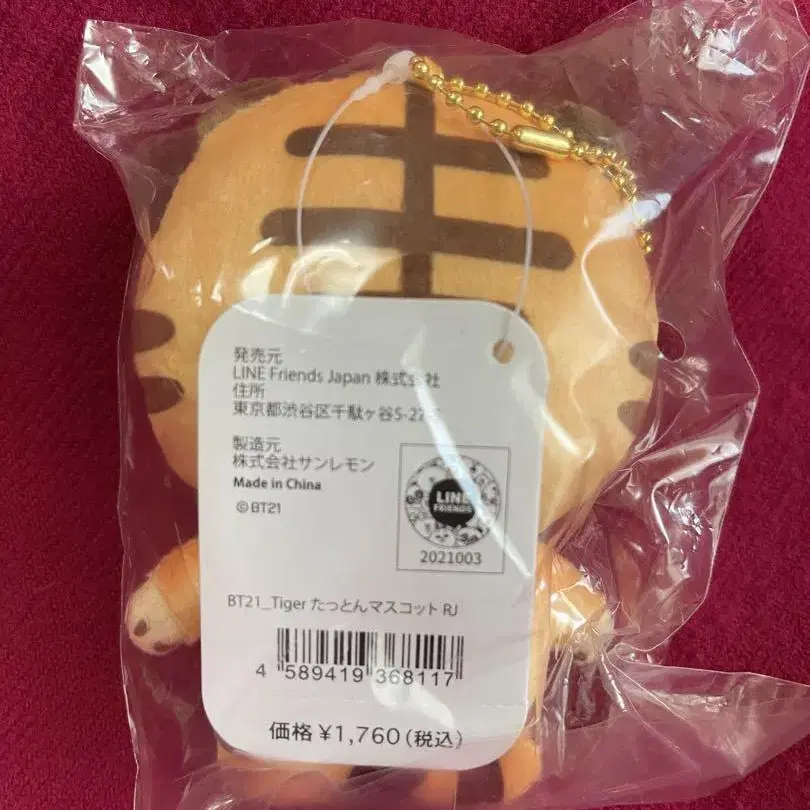 発売元
LINE Friends Japan 株式会社
住所
東京都渋谷区千駄ヶ谷5-27-
製造元
株式会社サンレモン
Made in China
©BT21
LINE
FRIENDS
2021003
BT21_Tiger たっとんマスコット RJ
4 589419 368117
価格 ¥1,760(税込)